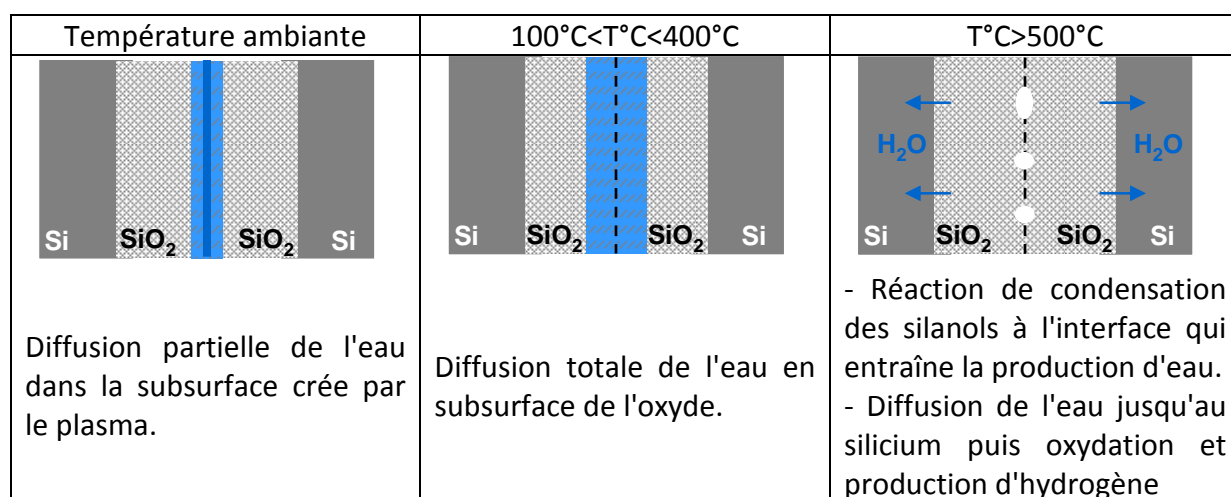 Température ambiante
100°C<T°C<400°C
T°C>500°C
Si SiO2 SiO2 Si
Si SiO2 SiO2 Si
H2O H2O
Si SiO2 SiO2 Si
Diffusion partielle de l'eau
dans la subsurface crée par
le plasma.
Diffusion totale de l'eau en
subsurface de l'oxyde.
- Réaction de condensation
des silanols à l'interface qui
entraîne la production d'eau.
- Diffusion de l'eau jusqu'au
silicium puis oxydation et
production d'hydrogène